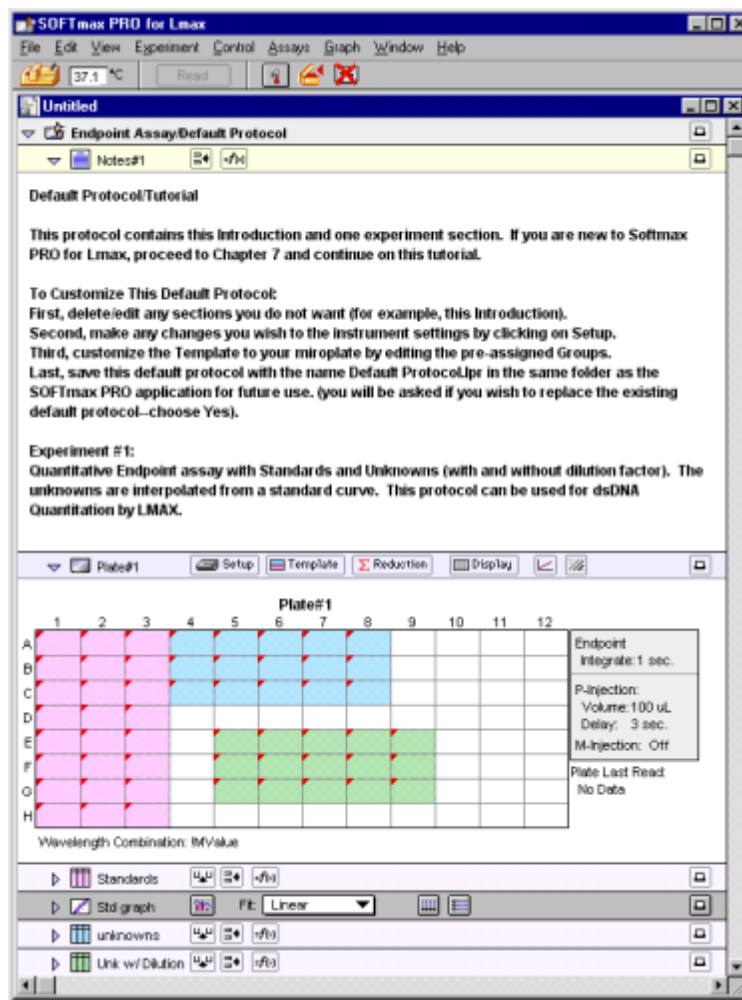 SOFTmax PRO for Lmax
File Edit View Experiment Control Assays Graph Window Help
37.1 °C Read
Untitled
Endpoint Assay/Default Protocol
Notes#1
Default Protocol/Tutorial
This protocol contains this Introduction and one experiment section. If you are new to Softmax
PRO for Lmax, proceed to Chapter 7 and continue on this tutorial.
To Customize This Default Protocol:
First, delete/edit any sections you do not want (for example, this Introduction).
Second, make any changes you wish to the instrument settings by clicking on Setup.
Third, customize the Template to your miroplate by editing the pre-assigned Groups.
Last, save this default protocol with the name Default Protocol.lpr in the same folder as the
SOFTmax PRO application for future use. (you will be asked if you wish to replace the existing
default protocol--choose Yes).
Experiment #1:
Quantitative Endpoint assay with Standards and Unknowns (with and without dilution factor). The
unknowns are interpolated from a standard curve. This protocol can be used for dsDNA
Quantitation by LMAX.
Plate#1 Setup Template Reduction Display
Plate#1
1 2 3 4 5 6 7 8 9 10 11 12
A
B
C
D
E
F
G
H
Endpoint
Integrate: 1 sec.
P-Injection:
Volume: 100 uL
Delay: 3 sec.
M-Injection: Off
Plate Last Read:
No Data
Wavelength Combination: !MValue
Standards
Std graph Fit: Linear
unknowns
Unk w/ Dilution